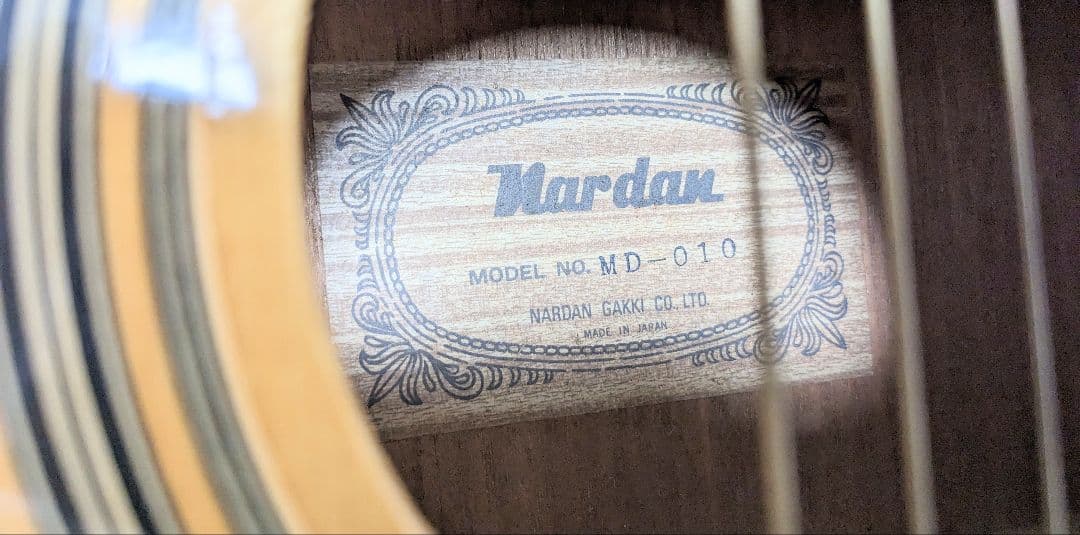 Nardan
MODEL NO. MD-010
NARDAN GAKKI CO., LTD.
MADE IN JAPAN